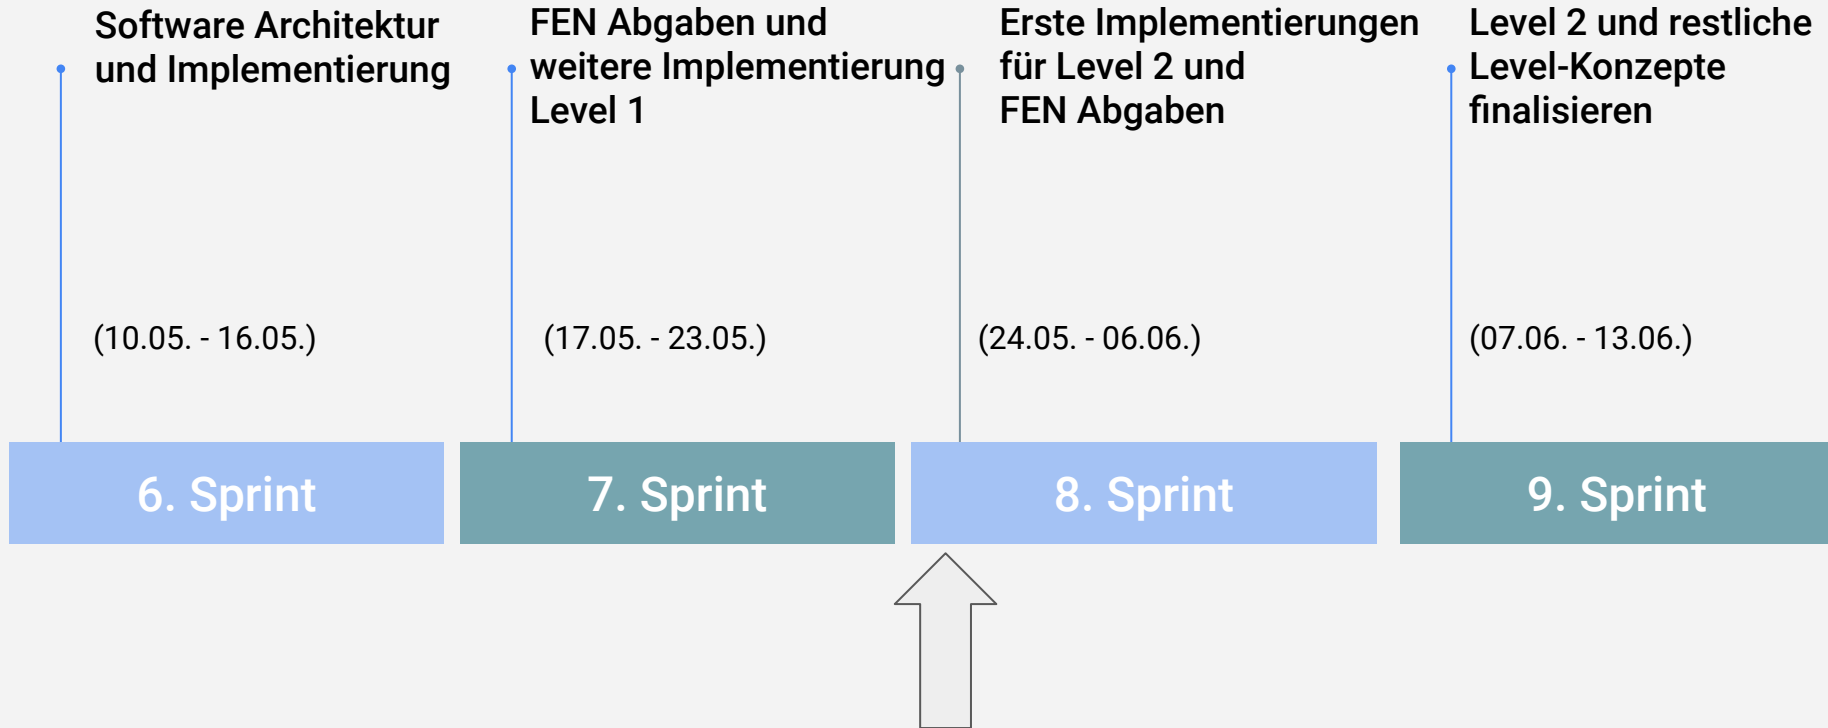 Software Architektur
und Implementierung
FEN Abgaben und
weitere Implementierung
Level 1
Erste Implementierungen
für Level 2 und
FEN Abgaben
Level 2 und restliche
Level-Konzepte
finalisieren
(10.05. - 16.05.)
(17.05. - 23.05.)
(24.05. - 06.06.)
(07.06. - 13.06.)
6. Sprint
7. Sprint
8. Sprint
9. Sprint